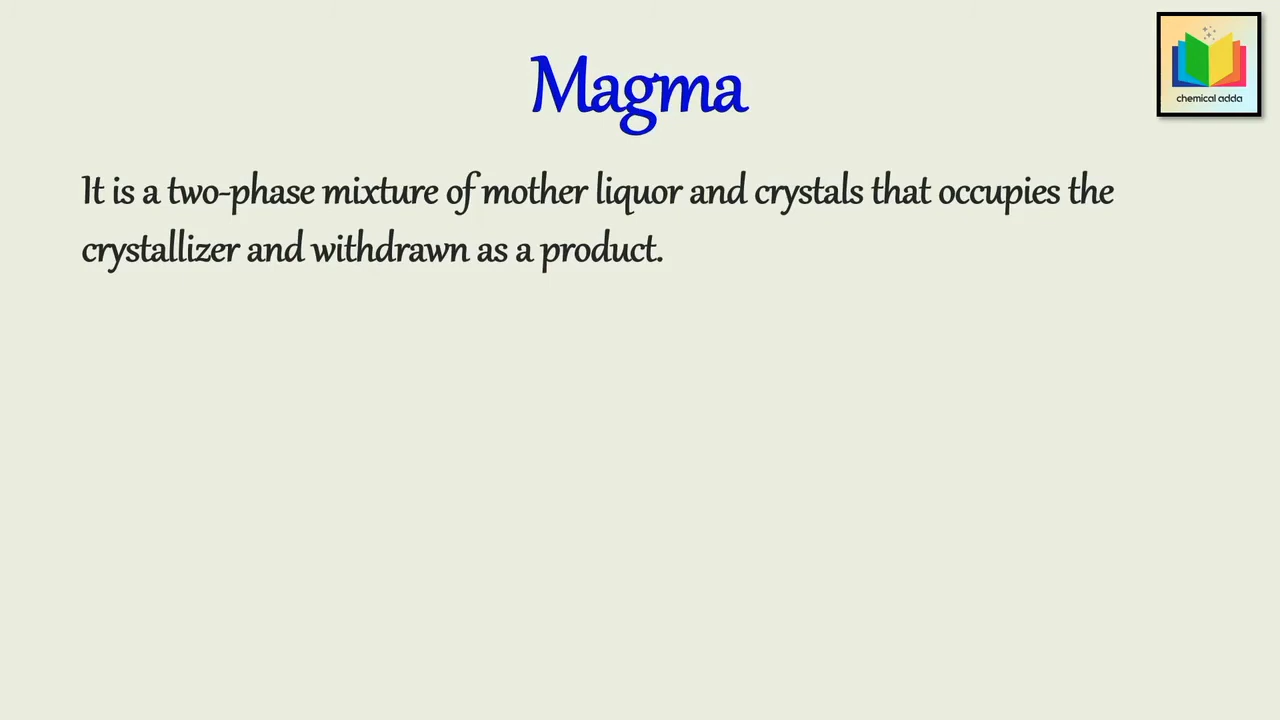 Magma
chemical adda
It is a two-phase mixture of mother liquor and crystals that occupies the
crystallizer and withdrawn as a product.